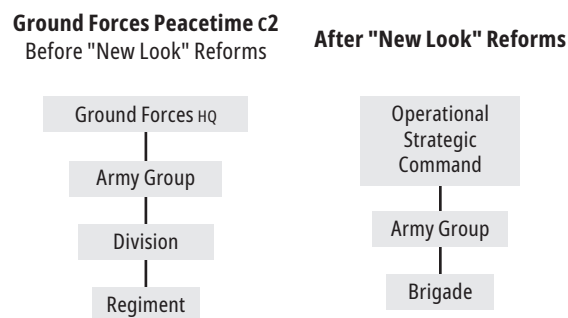 Ground Forces Peacetime C2
Before "New Look" Reforms
Ground Forces HQ
Army Group
Division
Regiment
After "New Look" Reforms
Operational
Strategic
Command
Army Group
Brigade